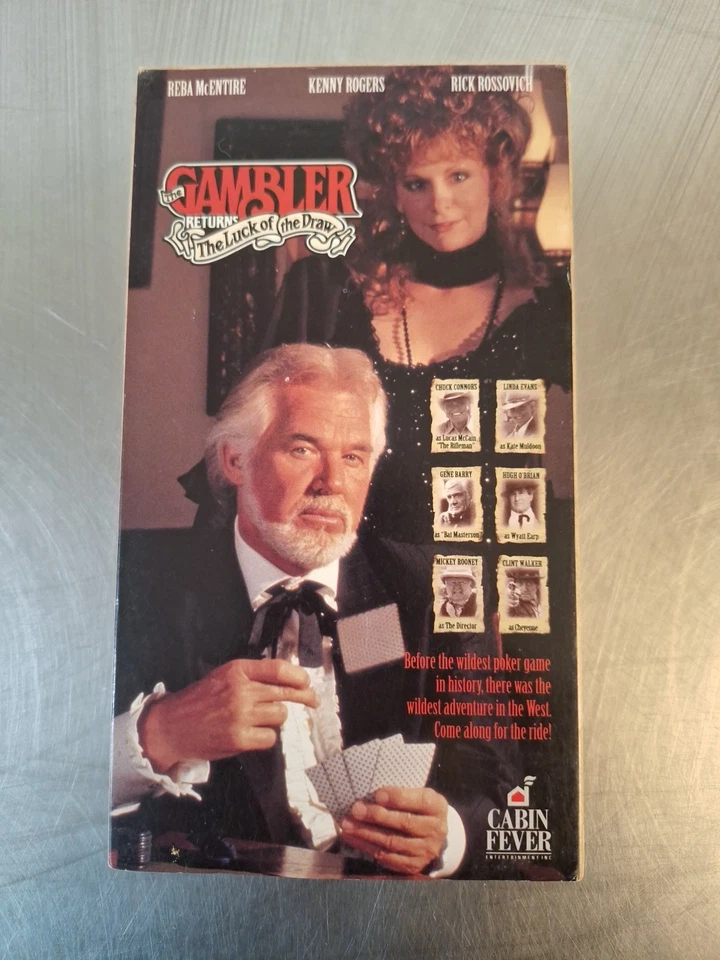 REBA McENTIRE KENNY ROGERS RICK ROSSOVICH
The
GAMBLER
RETURNS
The Luck of the Draw
CHUCK CONNORS
as Lucas McCain
"The Rifleman"
LINDA EVANS
as Kate Muldoon
GENE BARRY
as "Bat Masterson"
HUGH O'BRIAN
as Wyatt Earp
MICKEY ROONEY
as The Director
CLINT WALKER
as Cheyenne
Before the wildest poker game
in history, there was the
wildest adventure in the West.
Come along for the ride!
CABIN
FEVER
ENTERTAINMENT INC